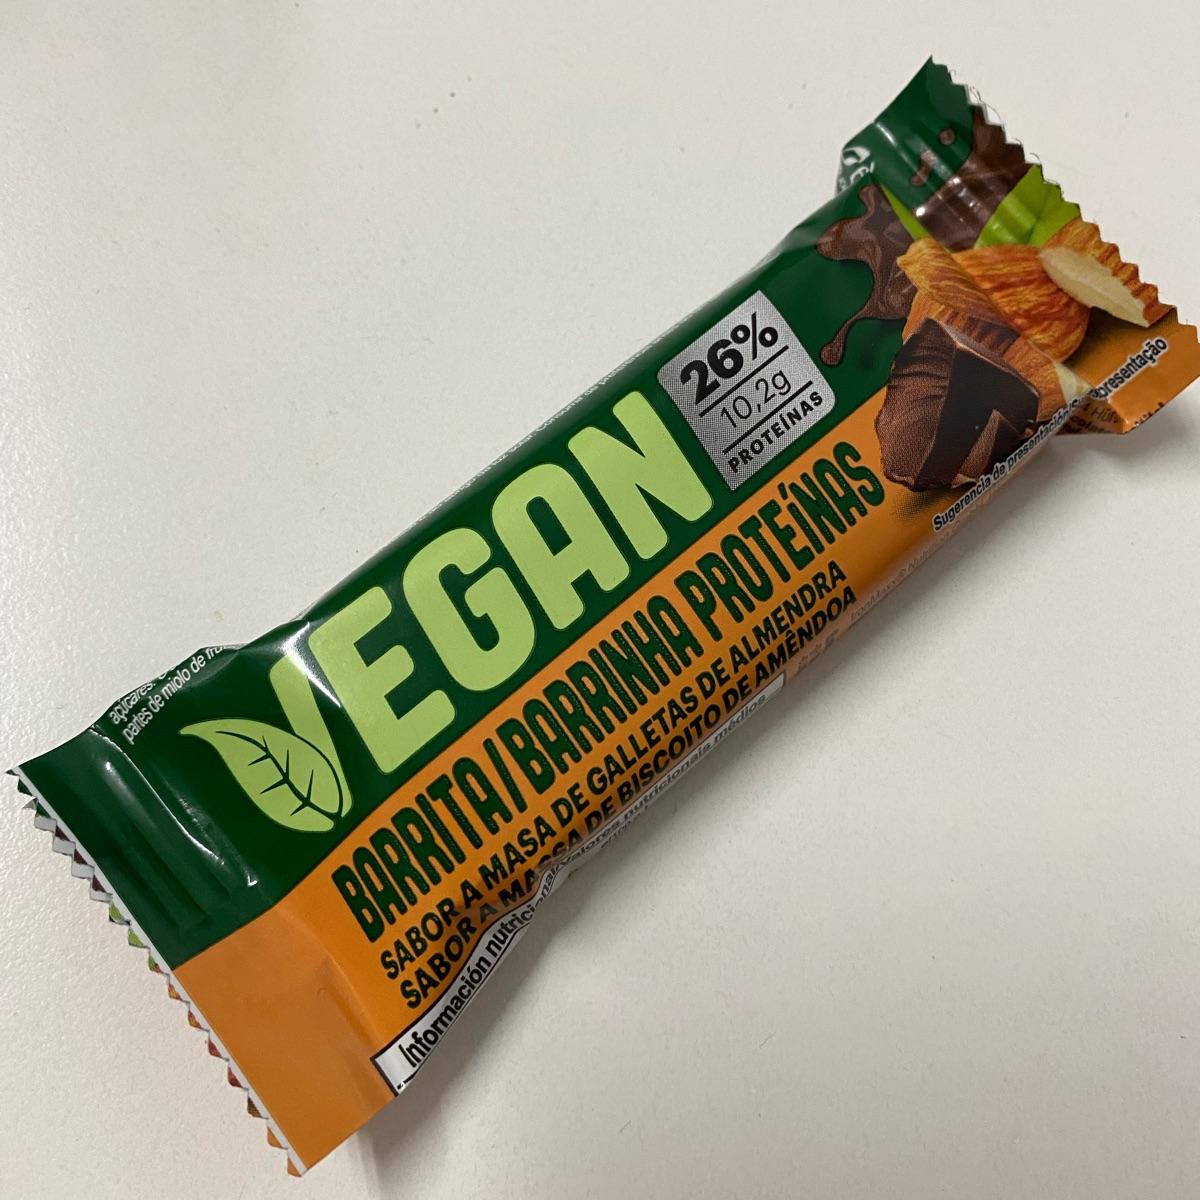 VEGAN
26%
10,2g
PROTEÍNAS
BARRITA/BARRINHA PROTEÍNAS
SABOR A MASA DE GALLETAS DE ALMENDRA
SABOR A MASSA DE BISCOITO DE AMÊNDOA
Sugerencia de presentación
apresentação
Información nutricional/Valores nutricionais médios
açúcares.
partes de miolo de